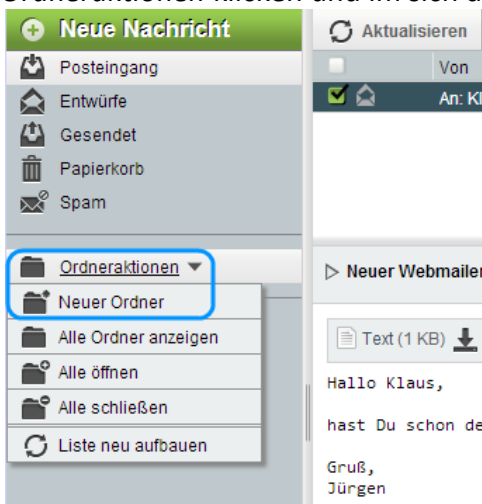 Neue Nachricht
Posteingang
Entwürfe
Gesendet
Papierkorb
Spam
Ordneraktionen
Neuer Ordner
Alle Ordner anzeigen
Alle öffnen
Alle schließen
Liste neu aufbauen
Aktualisieren
Von
An: Kl
Neuer Webmailer
Text (1 KB)
Hallo Klaus,
hast Du schon de
Gruß,
Jürgen